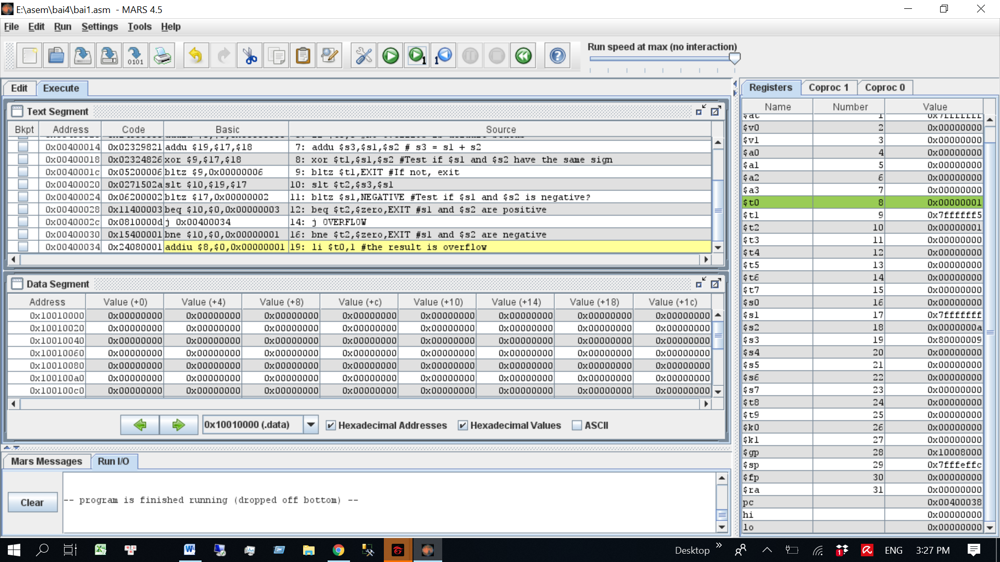 E:\asem\bai4\bai1.asm - MARS 4.5
File Edit Run Settings Tools Help
Run speed at max (no interaction)
Edit Execute
Text Segment
Bkpt Address Code Basic Source
0x00400014 0x02329821 addu $19,$17,$18 7: addu $s3,$s1,$s2 # s3 = s1 + s2
0x00400018 0x02324826 xor $9,$17,$18 8: xor $t1,$s1,$s2 #Test if $s1 and $s2 have the same sign
0x0040001c 0x05200006 bltz $9,0x00000006 9: bltz $t1,EXIT #If not, exit
0x00400020 0x0271502a slt $10,$19,$17 10: slt $t2,$s3,$s1
0x00400024 0x06200002 bltz $17,0x00000002 11: bltz $s1,NEGATIVE #Test if $s1 and $s2 is negative?
0x00400028 0x11400003 beq $10,$0,0x00000003 12: beq $t2,$zero,EXIT #s1 and $s2 are positive
0x0040002c 0x0810000d j 0x00400034 14: j OVERFLOW
0x00400030 0x15400001 bne $10,$0,0x00000001 16: bne $t2,$zero,EXIT #s1 and $s2 are negative
0x00400034 0x24080001 addiu $8,$0,0x00000001 19: li $t0,1 #the result is overflow
Data Segment
Address Value (+0) Value (+4) Value (+8) Value (+c) Value (+10) Value (+14) Value (+18) Value (+1c)
0x10010000 0x00000000 0x00000000 0x00000000 0x00000000 0x00000000 0x00000000 0x00000000 0x00000000
0x10010020 0x00000000 0x00000000 0x00000000 0x00000000 0x00000000 0x00000000 0x00000000 0x00000000
0x10010040 0x00000000 0x00000000 0x00000000 0x00000000 0x00000000 0x00000000 0x00000000 0x00000000
0x10010060 0x00000000 0x00000000 0x00000000 0x00000000 0x00000000 0x00000000 0x00000000 0x00000000
0x10010080 0x00000000 0x00000000 0x00000000 0x00000000 0x00000000 0x00000000 0x00000000 0x00000000
0x100100a0 0x00000000 0x00000000 0x00000000 0x00000000 0x00000000 0x00000000 0x00000000 0x00000000
0x100100c0 0x00000000 0x00000000 0x00000000 0x00000000 0x00000000 0x00000000 0x00000000 0x00000000
0x10010000 (.data) Hexadecimal Addresses Hexadecimal Values ASCII
Mars Messages Run I/O
Clear
-- program is finished running (dropped off bottom) --
Registers Coproc 1 Coproc 0
Name Number Value
$at 1 0x7fffffff
$v0 2 0x00000000
$v1 3 0x00000000
$a0 4 0x00000000
$a1 5 0x00000000
$a2 6 0x00000000
$a3 7 0x00000000
$t0 8 0x00000001
$t1 9 0x7ffffff5
$t2 10 0x00000001
$t3 11 0x00000000
$t4 12 0x00000000
$t5 13 0x00000000
$t6 14 0x00000000
$t7 15 0x00000000
$s0 16 0x00000000
$s1 17 0x7fffffff
$s2 18 0x0000000a
$s3 19 0x80000009
$s4 20 0x00000000
$s5 21 0x00000000
$s6 22 0x00000000
$s7 23 0x00000000
$t8 24 0x00000000
$t9 25 0x00000000
$k0 26 0x00000000
$k1 27 0x00000000
$gp 28 0x10008000
$sp 29 0x7fffeffc
$fp 30 0x00000000
$ra 31 0x00000000
pc 0x00400038
hi 0x00000000
lo 0x00000000
Desktop ENG 3:27 PM